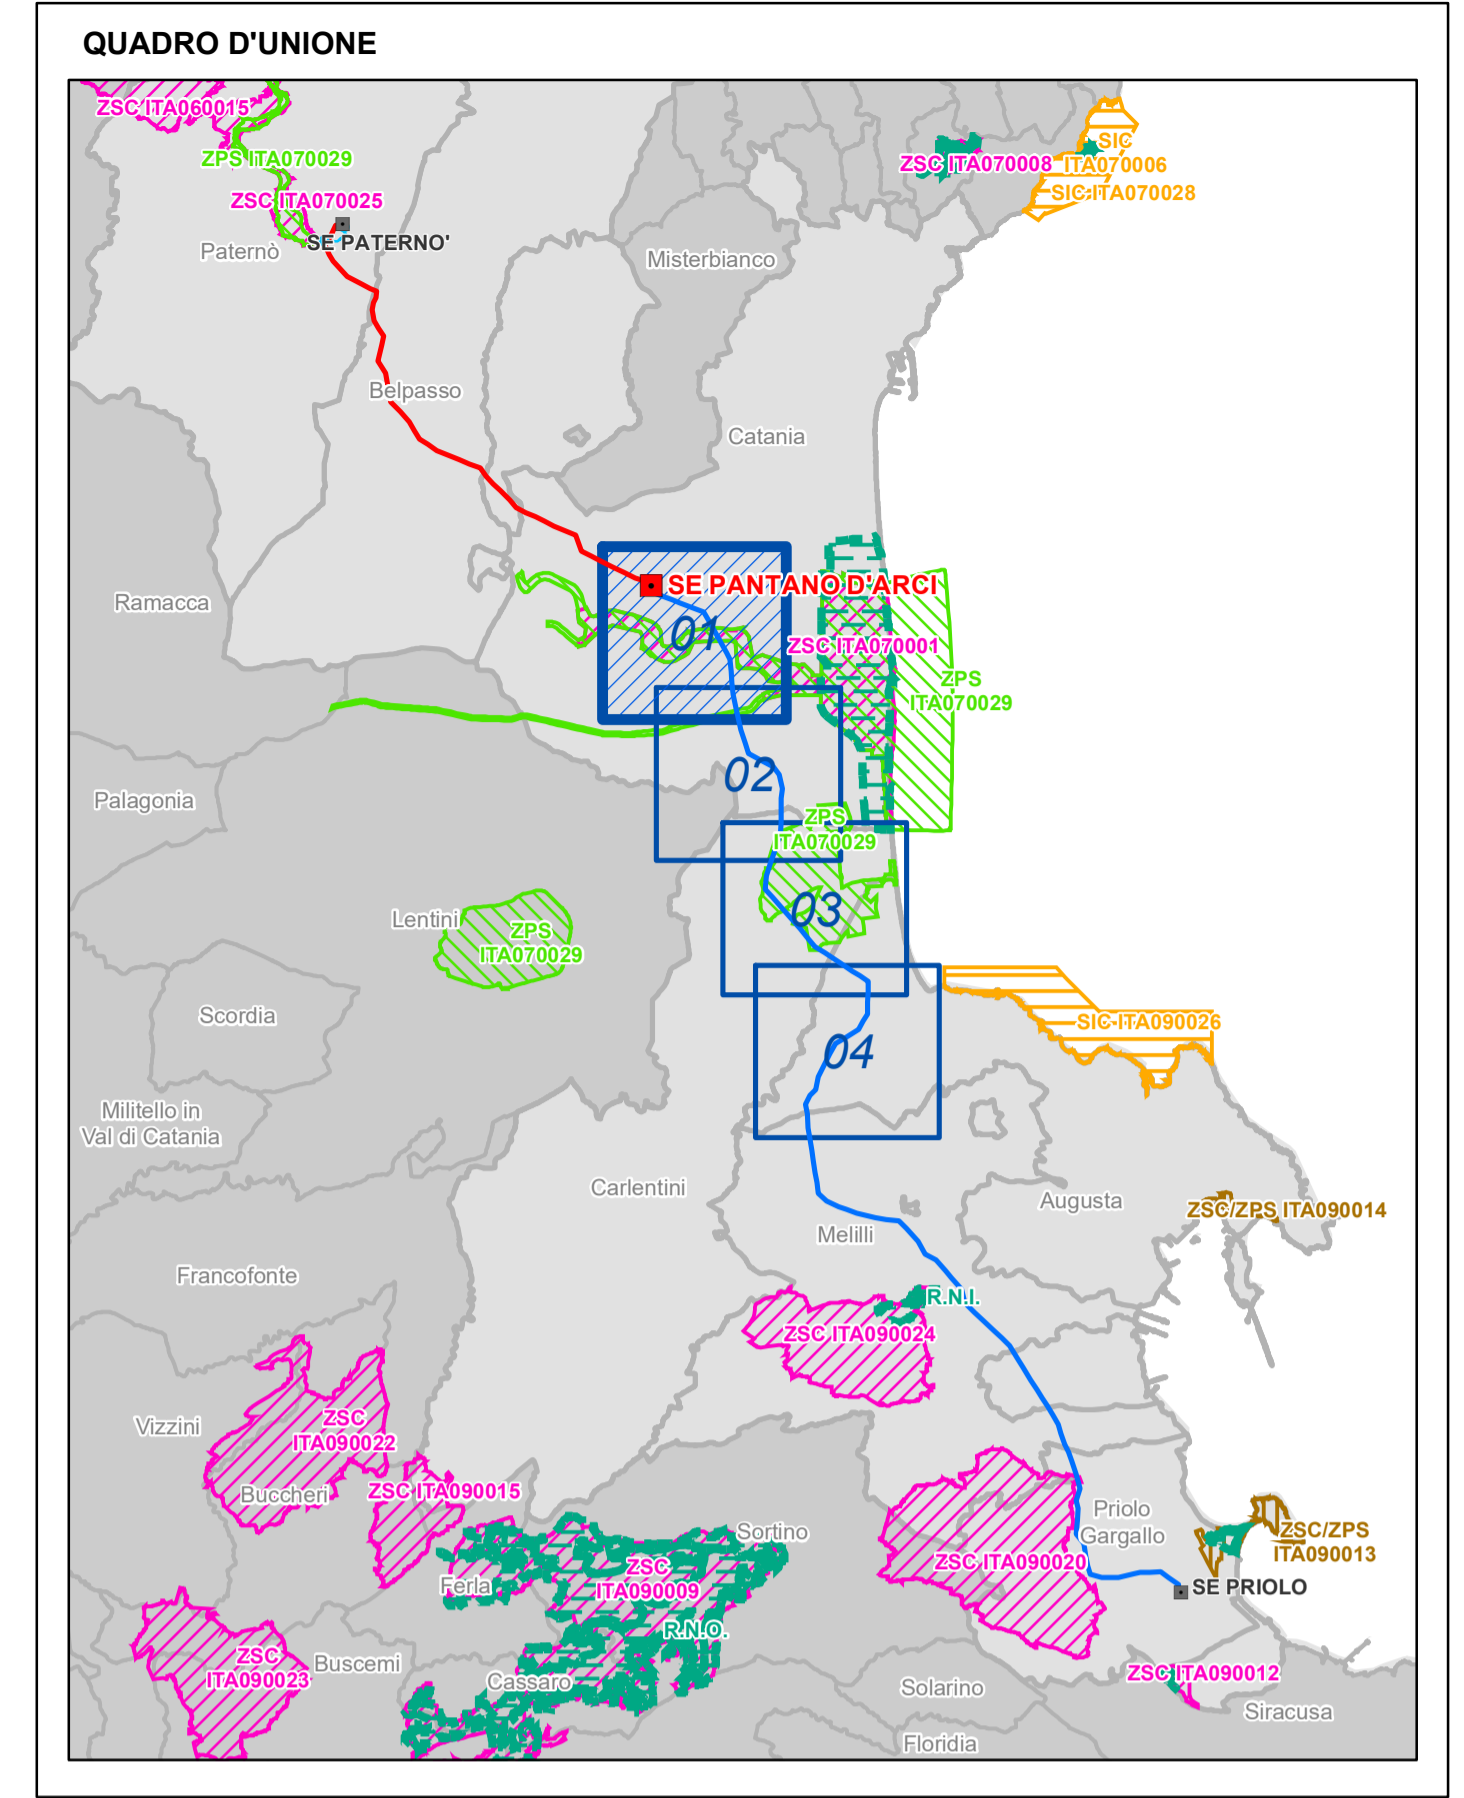 QUADRO D'UNIONE
ZSC ITA060015
SIC
ITA070006
ZPS ITA070029
ZSC ITA070008
ZSC ITA070025
SIC ITA070028
SE PATERNO'
Paternò
Misterbianco
Belpasso
Catania
SE PANTANO D'ARCI
Ramacca
01
ZSC ITA070001
ZPS
ITA070029
02
Palagonia
ZPS
ITA070029
03
Lentini
ZPS
ITA070029
Scordia
SIC ITA090026
04
Militello in
Val di Catania
Carlentini
Augusta
ZSC/ZPS ITA090014
Melilli
Francofonte
R.N.I.
ZSC ITA090024
Vizzini
ZSC
ITA090022
Buccheri
ZSC ITA090015
Sortino
Priolo
Gargallo
ZSC/ZPS
ITA090013
ZSC ITA090020
ZSC
ITA090009
Ferla
SE PRIOLO
R.N.O.
ZSC
ITA090023
Buscemi
Cassaro
ZSC ITA090012
Solarino
Siracusa
Floridia